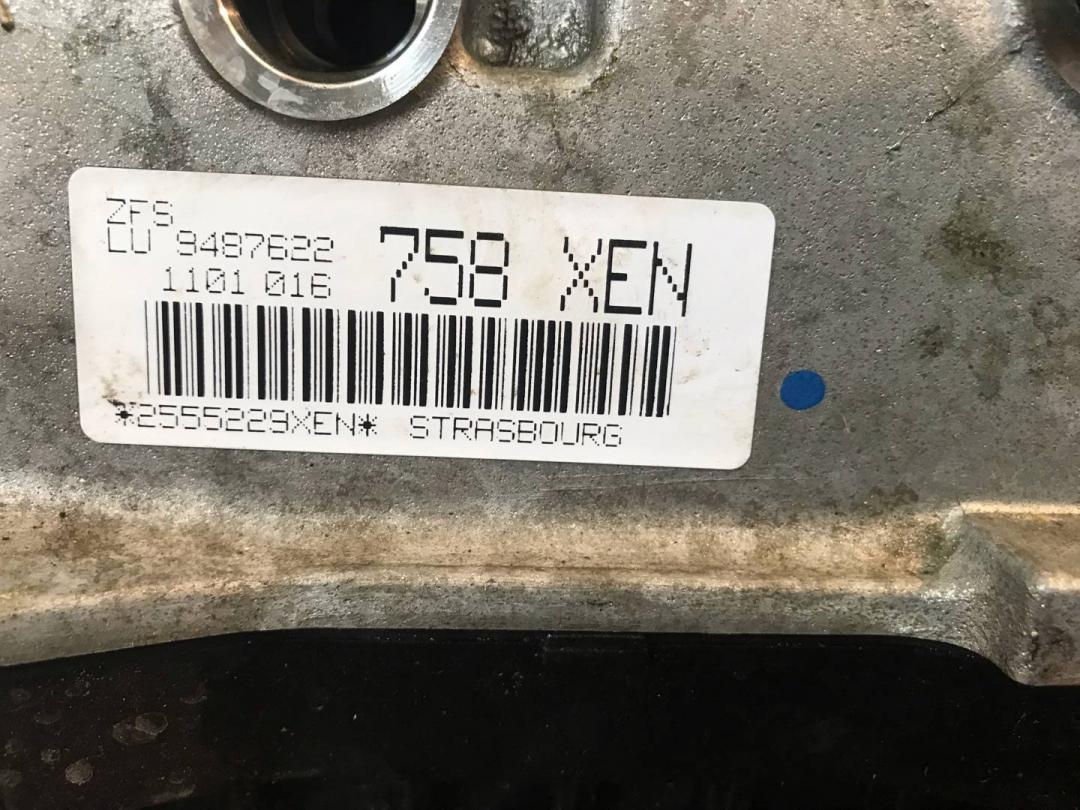 ZFS
LU 9487622 758 XEN
1101 016
*2555229XEN* STRASBOURG